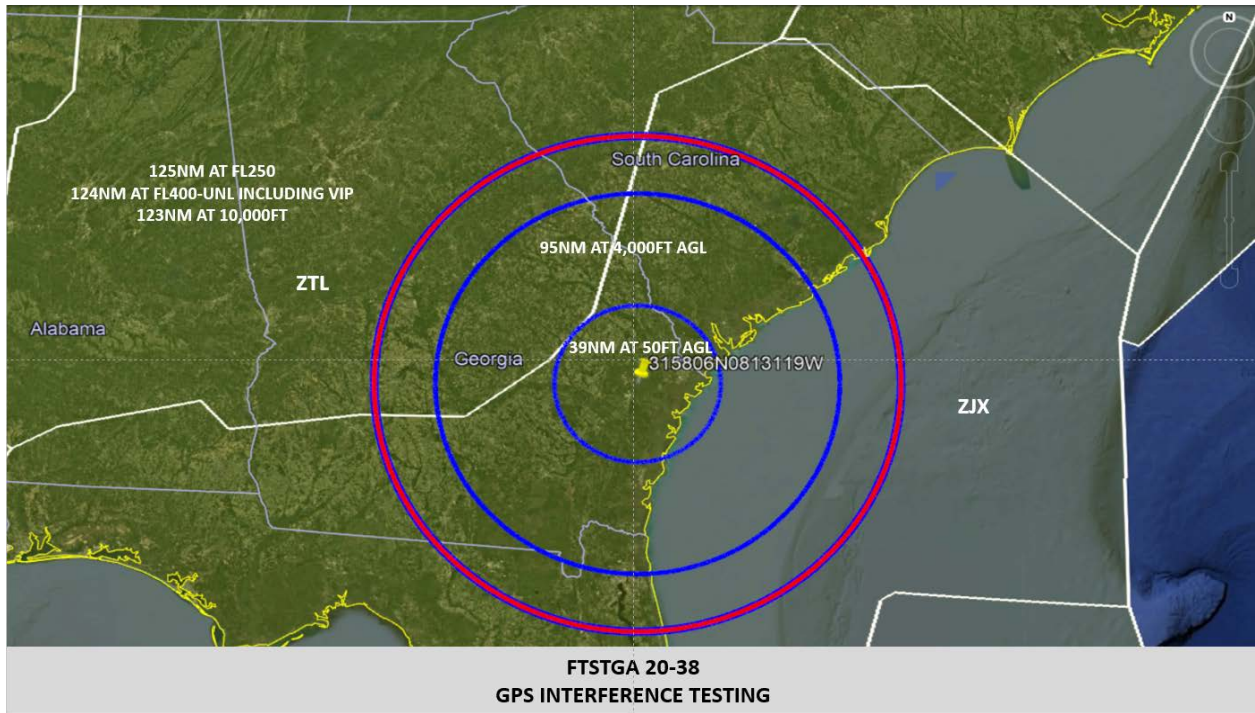 N
South Carolina
125NM AT FL250
124NM AT FL400-UNL INCLUDING VIP
123NM AT 10,000FT
95NM AT 4,000FT AGL
ZTL
Alabama
Georgia
39NM AT 50FT AGL
315806N0813119W
ZJX
FTSTGA 20-38
GPS INTERFERENCE TESTING